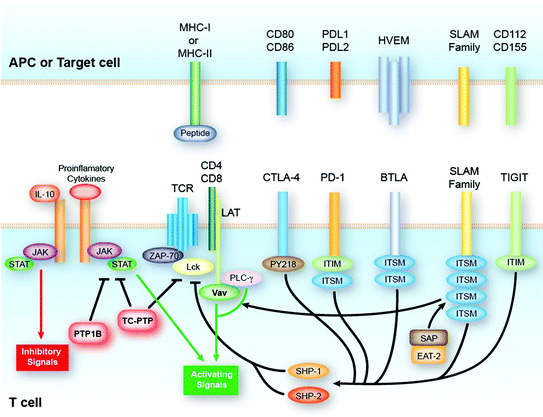 MHC-I
or
MHC-II
CD80
CD86
PDL1
PDL2
HVEM
SLAM
Family
CD112
CD155
APC or Target cell
Peptide
Proinflamatory
Cytokines
IL-10
TCR
CD4
CD8
LAT
CTLA-4
PD-1
BTLA
SLAM
Family
TIGIT
JAK
STAT
JAK
STAT
ZAP-70
Lck
PLC-γ
Vav
PY218
ITIM
ITSM
ITSM
ITSM
ITSM
ITSM
ITSM
ITSM
ITIM
PTP1B
TC-PTP
SAP
EAT-2
Inhibitory
Signals
Activating
Signals
SHP-1
SHP-2
T cell